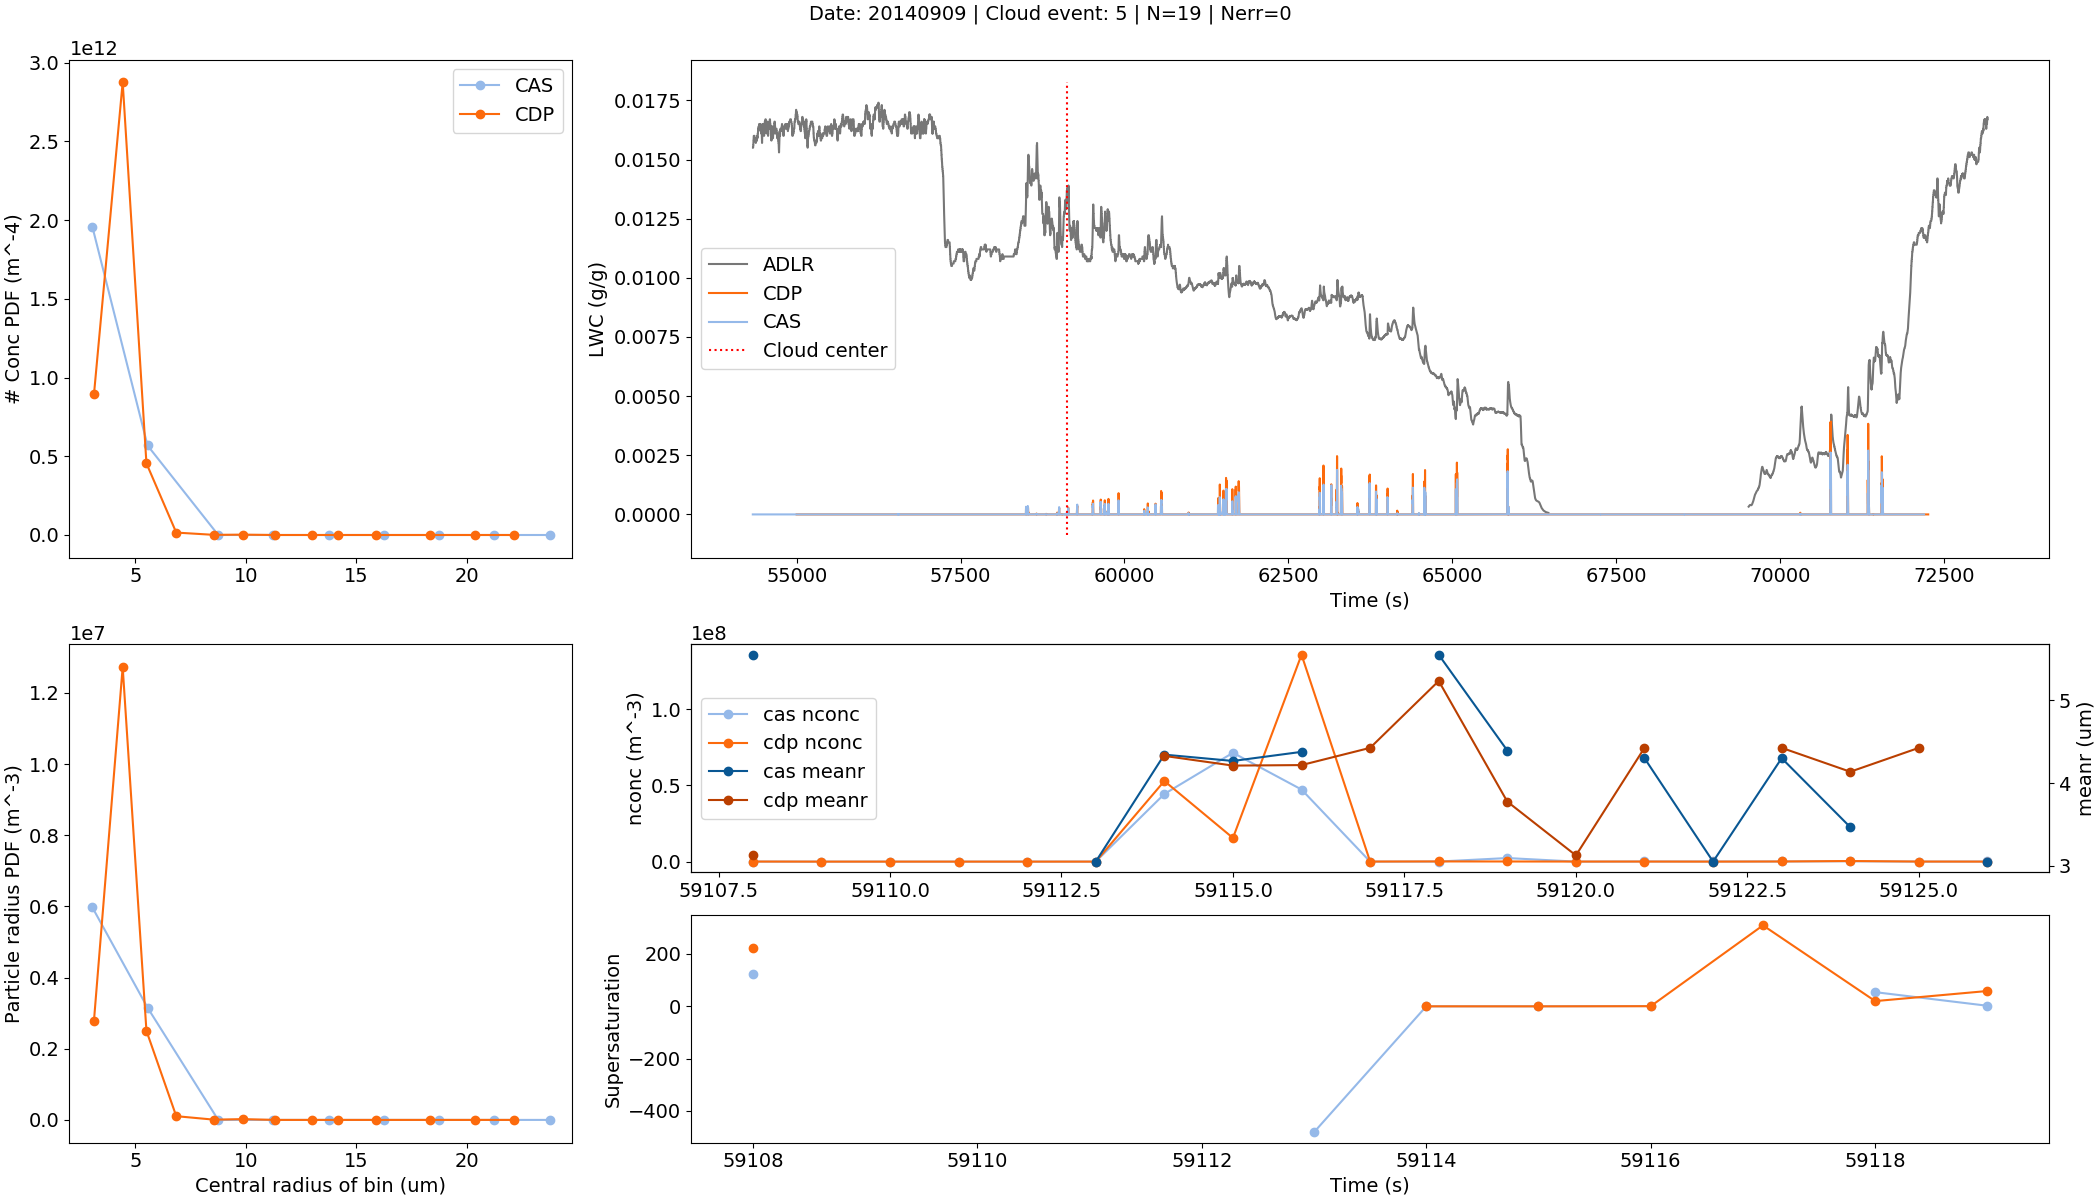 Date: 20140909 | Cloud event: 5 | N=19 | Nerr=0
1e12
3.0
2.5
2.0
1.5
1.0
0.5
0.0
# Conc PDF (m^-4)
CAS
CDP
5
10
15
20
0.0175
0.0150
0.0125
0.0100
0.0075
0.0050
0.0025
0.0000
LWC (g/g)
ADLR
CDP
CAS
Cloud center
55000
57500
60000
62500
65000
67500
70000
72500
Time (s)
1e7
1.2
1.0
0.8
0.6
0.4
0.2
0.0
Particle radius PDF (m^-3)
5
10
15
20
Central radius of bin (um)
1e8
1.0
0.5
0.0
nconc (m^-3)
cas nconc
cdp nconc
cas meanr
cdp meanr
5
4
3
meanr (um)
59107.5
59110.0
59112.5
59115.0
59117.5
59120.0
59122.5
59125.0
200
0
−200
−400
Supersaturation
59108
59110
59112
59114
59116
59118
Time (s)